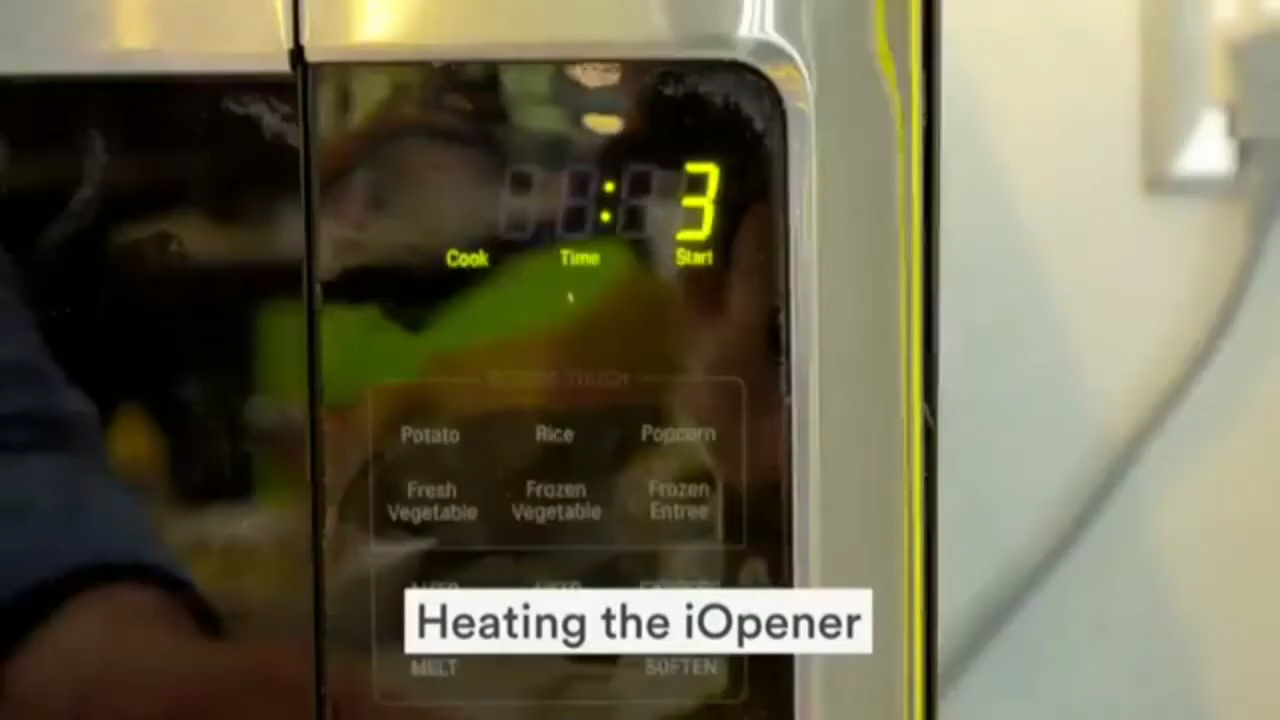 : 3
Cook Time Start
Potato Rice Popcorn
Fresh Vegetable
Frozen Vegetable
Frozen Entree
Heating the iOpener
MELT SOFTEN